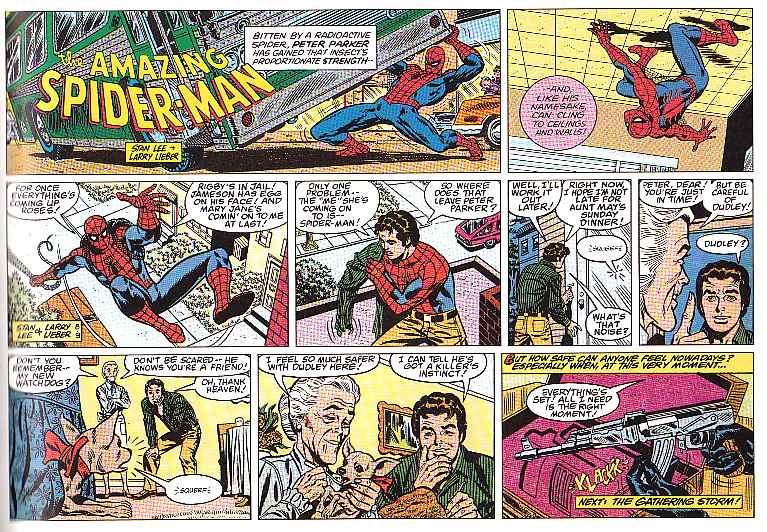 the AMAZING
SPIDER-MAN
STAN LEE +
LARRY LIEBER
BITTEN BY A RADIOACTIVE
SPIDER, PETER PARKER
HAS GAINED THAT INSECT'S
PROPORTIONATE STRENGTH--
--AND,
LIKE HIS
NAMESAKE,
CAN CLING
TO CEILINGS
AND WALLS!
FOR ONCE
EVERYTHING'S
COMING UP
ROSES!
RIGBY'S IN JAIL!
JAMESON HAS EGG
ON HIS FACE! AND
MARY JANE'S
COMIN' ON TO ME
AT LAST!
STAN + LARRY
LEE LIEBER
ONLY ONE
PROBLEM--
THE "ME" SHE'S
COMING ON
TO IS--
SPIDER-MAN!
SO WHERE
DOES THAT
LEAVE PETER
PARKER?
WELL, I'LL
WORK IT
OUT
LATER!
RIGHT NOW,
I HOPE I'M NOT
LATE FOR
AUNT MAY'S
SUNDAY
DINNER!
WHAT'S
THAT
NOISE?
PETER, DEAR!
YOU'RE JUST
IN TIME!
BUT BE
CAREFUL
OF
DUDLEY!
DUDLEY?
DON'T YOU
REMEMBER--
MY NEW
WATCHDOG?
DON'T BE SCARED-- HE
KNOWS YOU'RE A FRIEND!
OH, THANK
HEAVEN!
I FEEL SO MUCH SAFER
WITH DUDLEY HERE!
I CAN TELL HE'S
GOT A KILLER'S
INSTINCT!
BUT HOW SAFE CAN ANYONE FEEL NOWADAYS?
ESPECIALLY WHEN, AT THIS VERY MOMENT...
EVERYTHING'S
SET! ALL I NEED
IS THE RIGHT
MOMENT!
KLACKK
NEXT: THE GATHERING STORM!